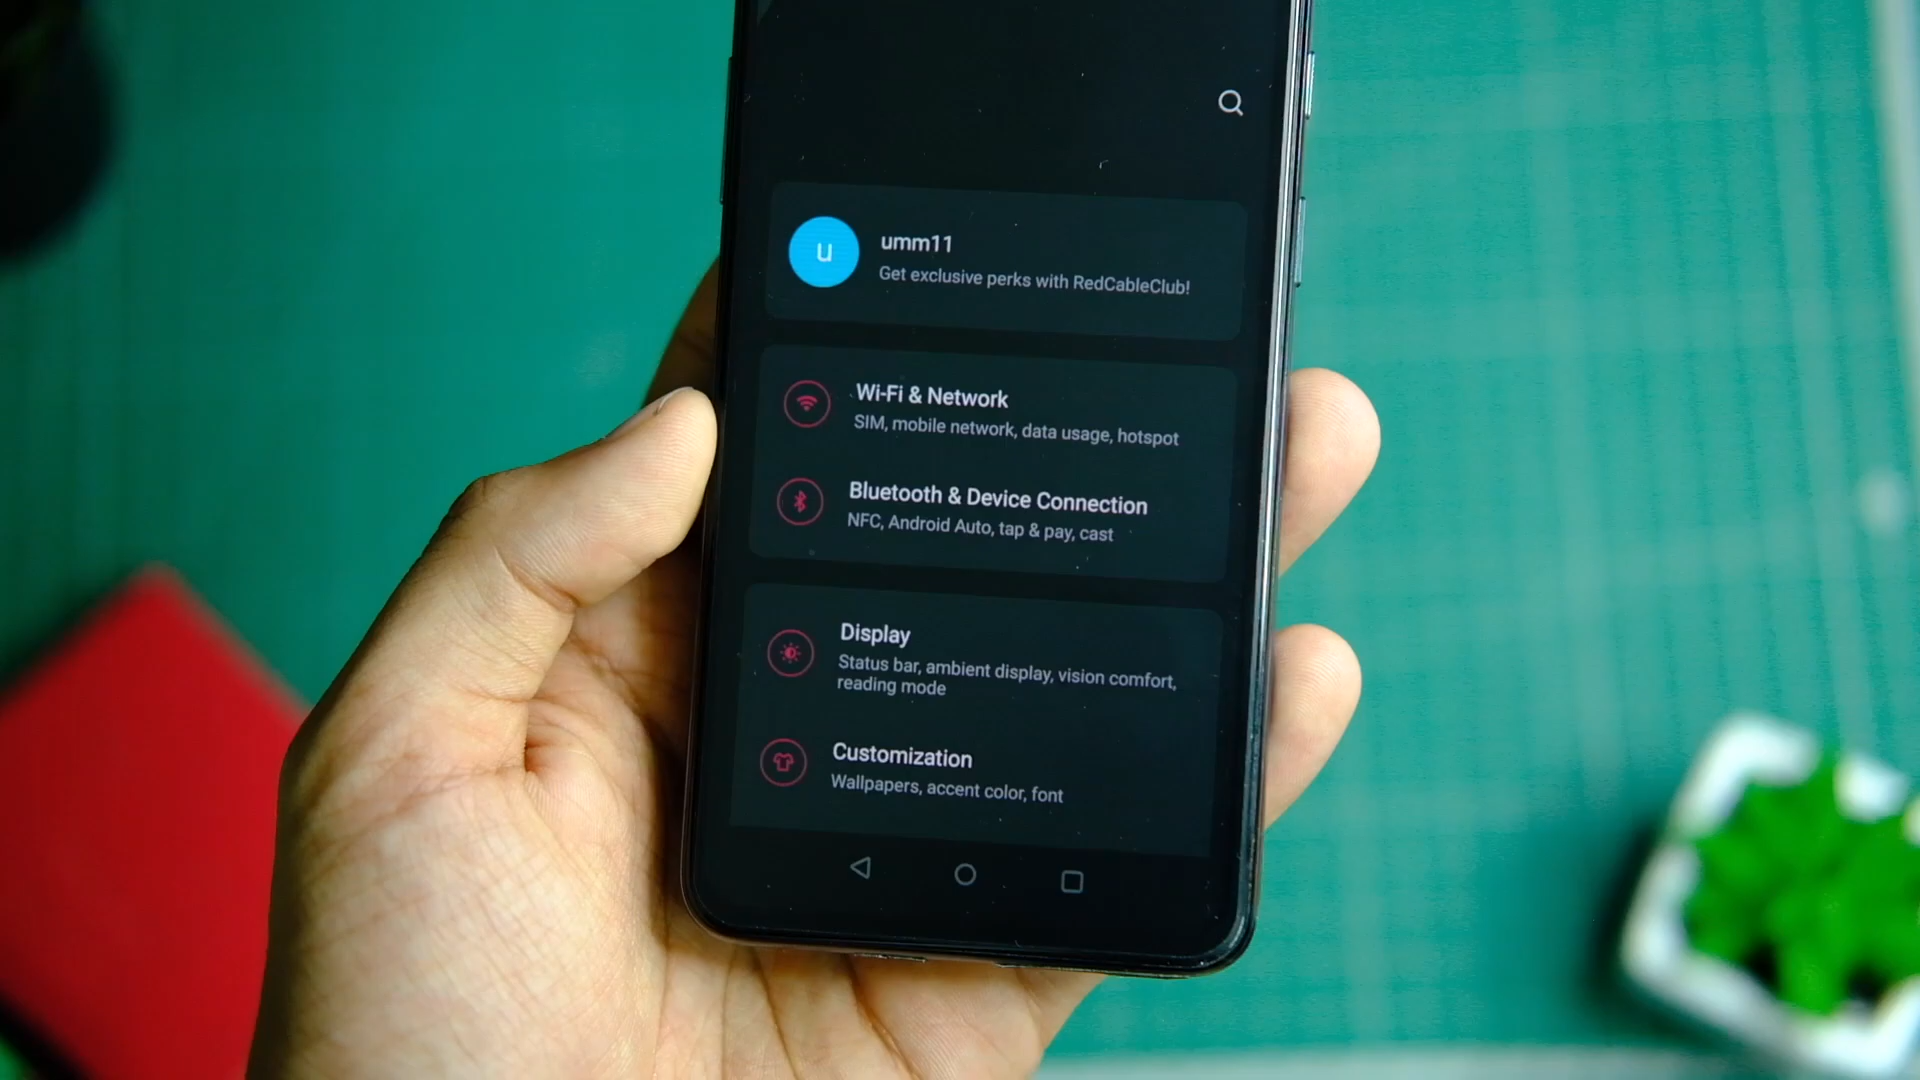 u
umm11
Get exclusive perks with RedCableClub!
Wi-Fi & Network
SIM, mobile network, data usage, hotspot
Bluetooth & Device Connection
NFC, Android Auto, tap & pay, cast
Display
Status bar, ambient display, vision comfort,
reading mode
Customization
Wallpapers, accent color, font